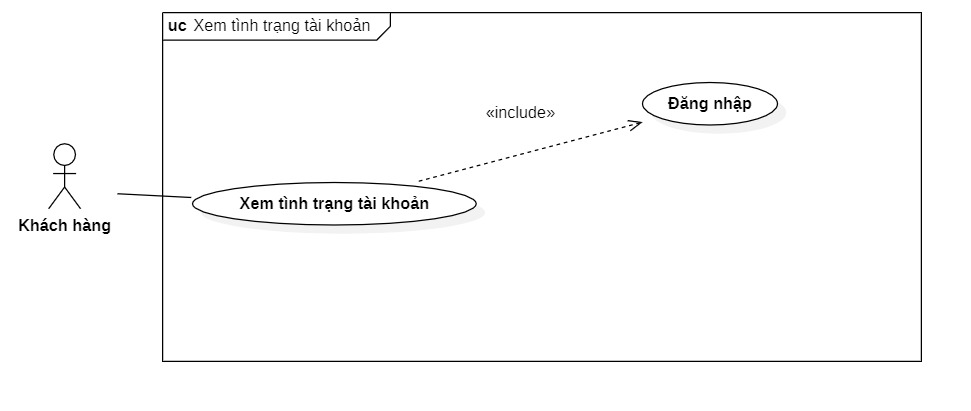 uc Xem tình trạng tài khoản
Đăng nhập
«include»
Xem tình trạng tài khoản
Khách hàng